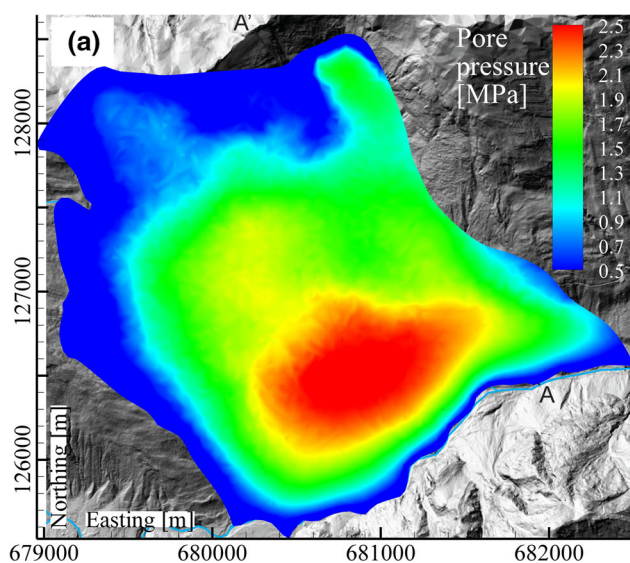 (a)
A'
Pore
pressure
[MPa]
2.5
2.3
2.1
1.9
1.7
1.5
1.3
1.1
0.9
0.7
0.5
128000
127000
126000
Northing [m]
Easting [m]
A
679000
680000
681000
682000